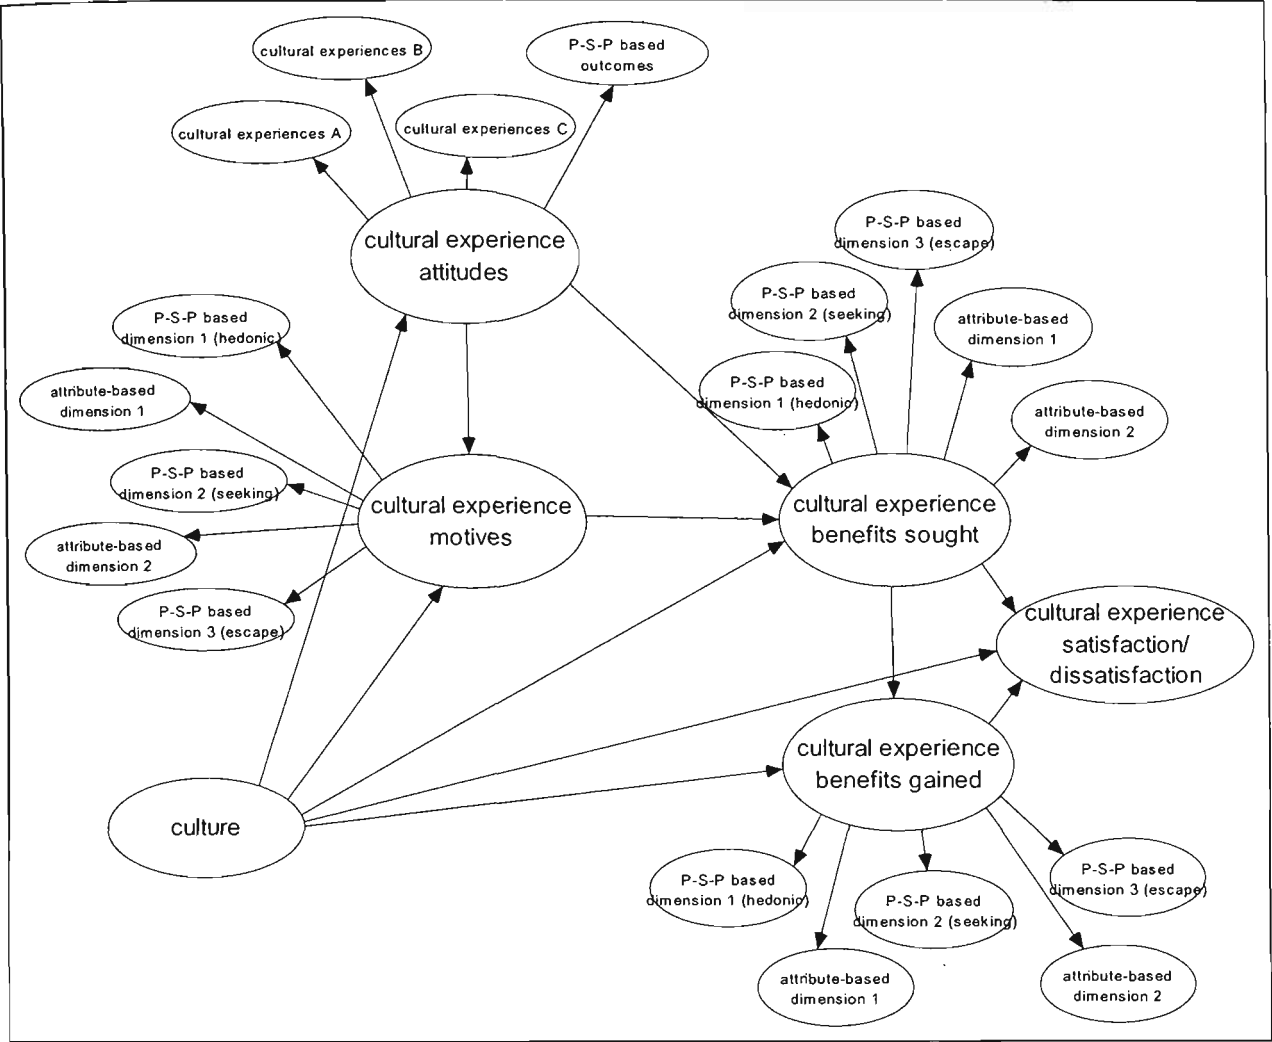 cultural experiences B
P-S-P based
outcomes
cultural experiences A
cultural experiences C
cultural experience
attitudes
P-S-P based
dimension 3 (escape)
P-S-P based
dimension 2 (seeking)
attribute-based
dimension 1
P-S-P based
dimension 1 (hedonic)
attribute-based
dimension 2
P-S-P based
dimension 1 (hedonic)
attribute-based
dimension 1
P-S-P based
dimension 2 (seeking)
attribute-based
dimension 2
P-S-P based
dimension 3 (escape)
cultural experience
motives
cultural experience
benefits sought
cultural experience
satisfaction/
dissatisfaction
culture
cultural experience
benefits gained
P-S-P based
dimension 1 (hedonic)
P-S-P based
dimension 2 (seeking)
P-S-P based
dimension 3 (escape)
attribute-based
dimension 1
attribute-based
dimension 2